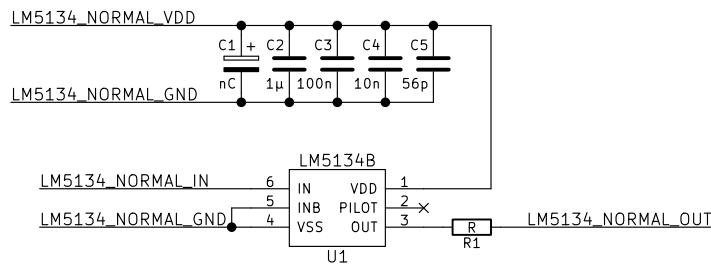 LM5134_NORMAL_VDD
C1 + C2 C3 C4 C5
nC 1µ 100n 10n 56p
LM5134_NORMAL_GND
LM5134B
LM5134_NORMAL_IN 6 IN VDD 1
5 INB PILOT 2
LM5134_NORMAL_GND 4 VSS OUT 3 R LM5134_NORMAL_OUT
R1
U1